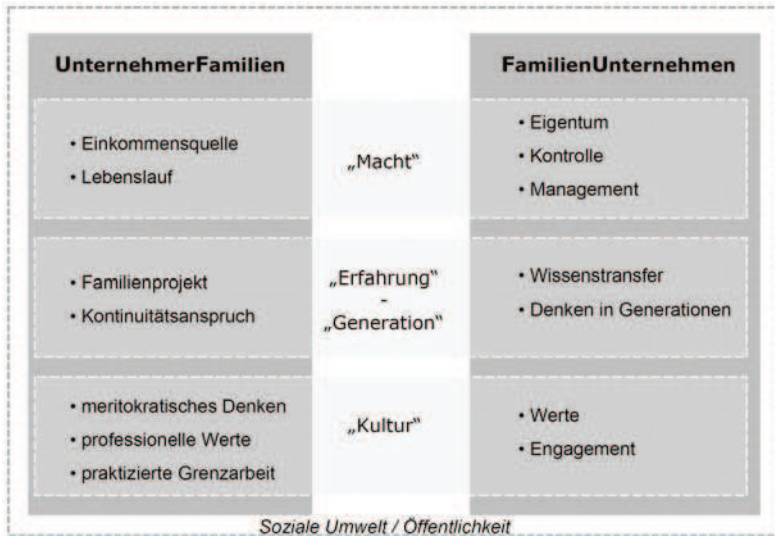 UnternehmerFamilien
FamilienUnternehmen
• Einkommensquelle
• Lebenslauf
„Macht“
• Eigentum
• Kontrolle
• Management
• Familienprojekt
• Kontinuitätsanspruch
„Erfahrung“
-
„Generation“
• Wissenstransfer
• Denken in Generationen
• meritokratisches Denken
• professionelle Werte
• praktizierte Grenzarbeit
„Kultur“
• Werte
• Engagement
Soziale Umwelt / Öffentlichkeit